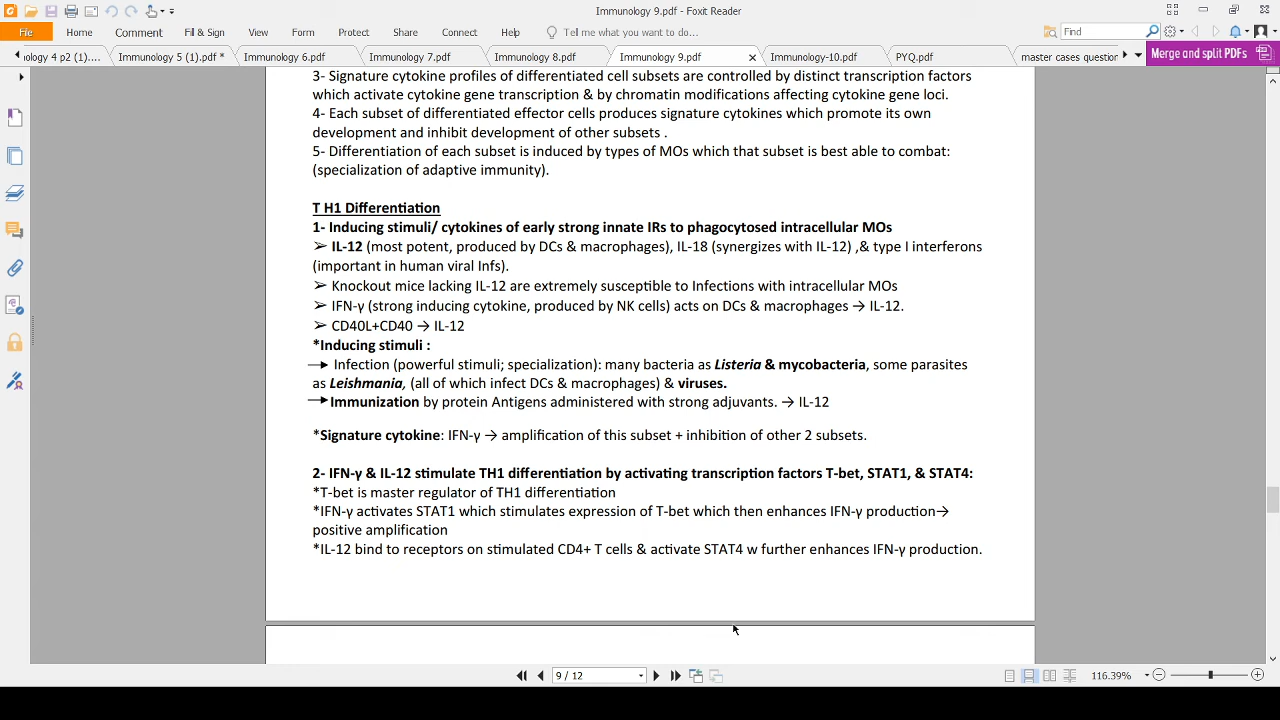 Immunology 9.pdf - Foxit Reader
File Home Comment Fill & Sign View Form Protect Share Connect Help Tell me what you want to do... Find
ology 4 p2 (1).... Immunology 5 (1).pdf * Immunology 6.pdf Immunology 7.pdf Immunology 8.pdf Immunology 9.pdf Immunology-10.pdf PYQ.pdf master cases question Merge and split PDFs
3- Signature cytokine profiles of differentiated cell subsets are controlled by distinct transcription factors
which activate cytokine gene transcription & by chromatin modifications affecting cytokine gene loci.
4- Each subset of differentiated effector cells produces signature cytokines which promote its own
development and inhibit development of other subsets .
5- Differentiation of each subset is induced by types of MOs which that subset is best able to combat:
(specialization of adaptive immunity).
T H1 Differentiation
1- Inducing stimuli/ cytokines of early strong innate IRs to phagocytosed intracellular MOs
➢ IL-12 (most potent, produced by DCs & macrophages), IL-18 (synergizes with IL-12) ,& type I interferons
(important in human viral Infs).
➢ Knockout mice lacking IL-12 are extremely susceptible to Infections with intracellular MOs
➢ IFN-γ (strong inducing cytokine, produced by NK cells) acts on DCs & macrophages → IL-12.
➢ CD40L+CD40 → IL-12
*Inducing stimuli :
→ Infection (powerful stimuli; specialization): many bacteria as Listeria & mycobacteria, some parasites
as Leishmania, (all of which infect DCs & macrophages) & viruses.
→ Immunization by protein Antigens administered with strong adjuvants. → IL-12
*Signature cytokine: IFN-γ → amplification of this subset + inhibition of other 2 subsets.
2- IFN-γ & IL-12 stimulate TH1 differentiation by activating transcription factors T-bet, STAT1, & STAT4:
*T-bet is master regulator of TH1 differentiation
*IFN-γ activates STAT1 which stimulates expression of T-bet which then enhances IFN-γ production→
positive amplification
*IL-12 bind to receptors on stimulated CD4+ T cells & activate STAT4 w further enhances IFN-γ production.
9 / 12 116.39%